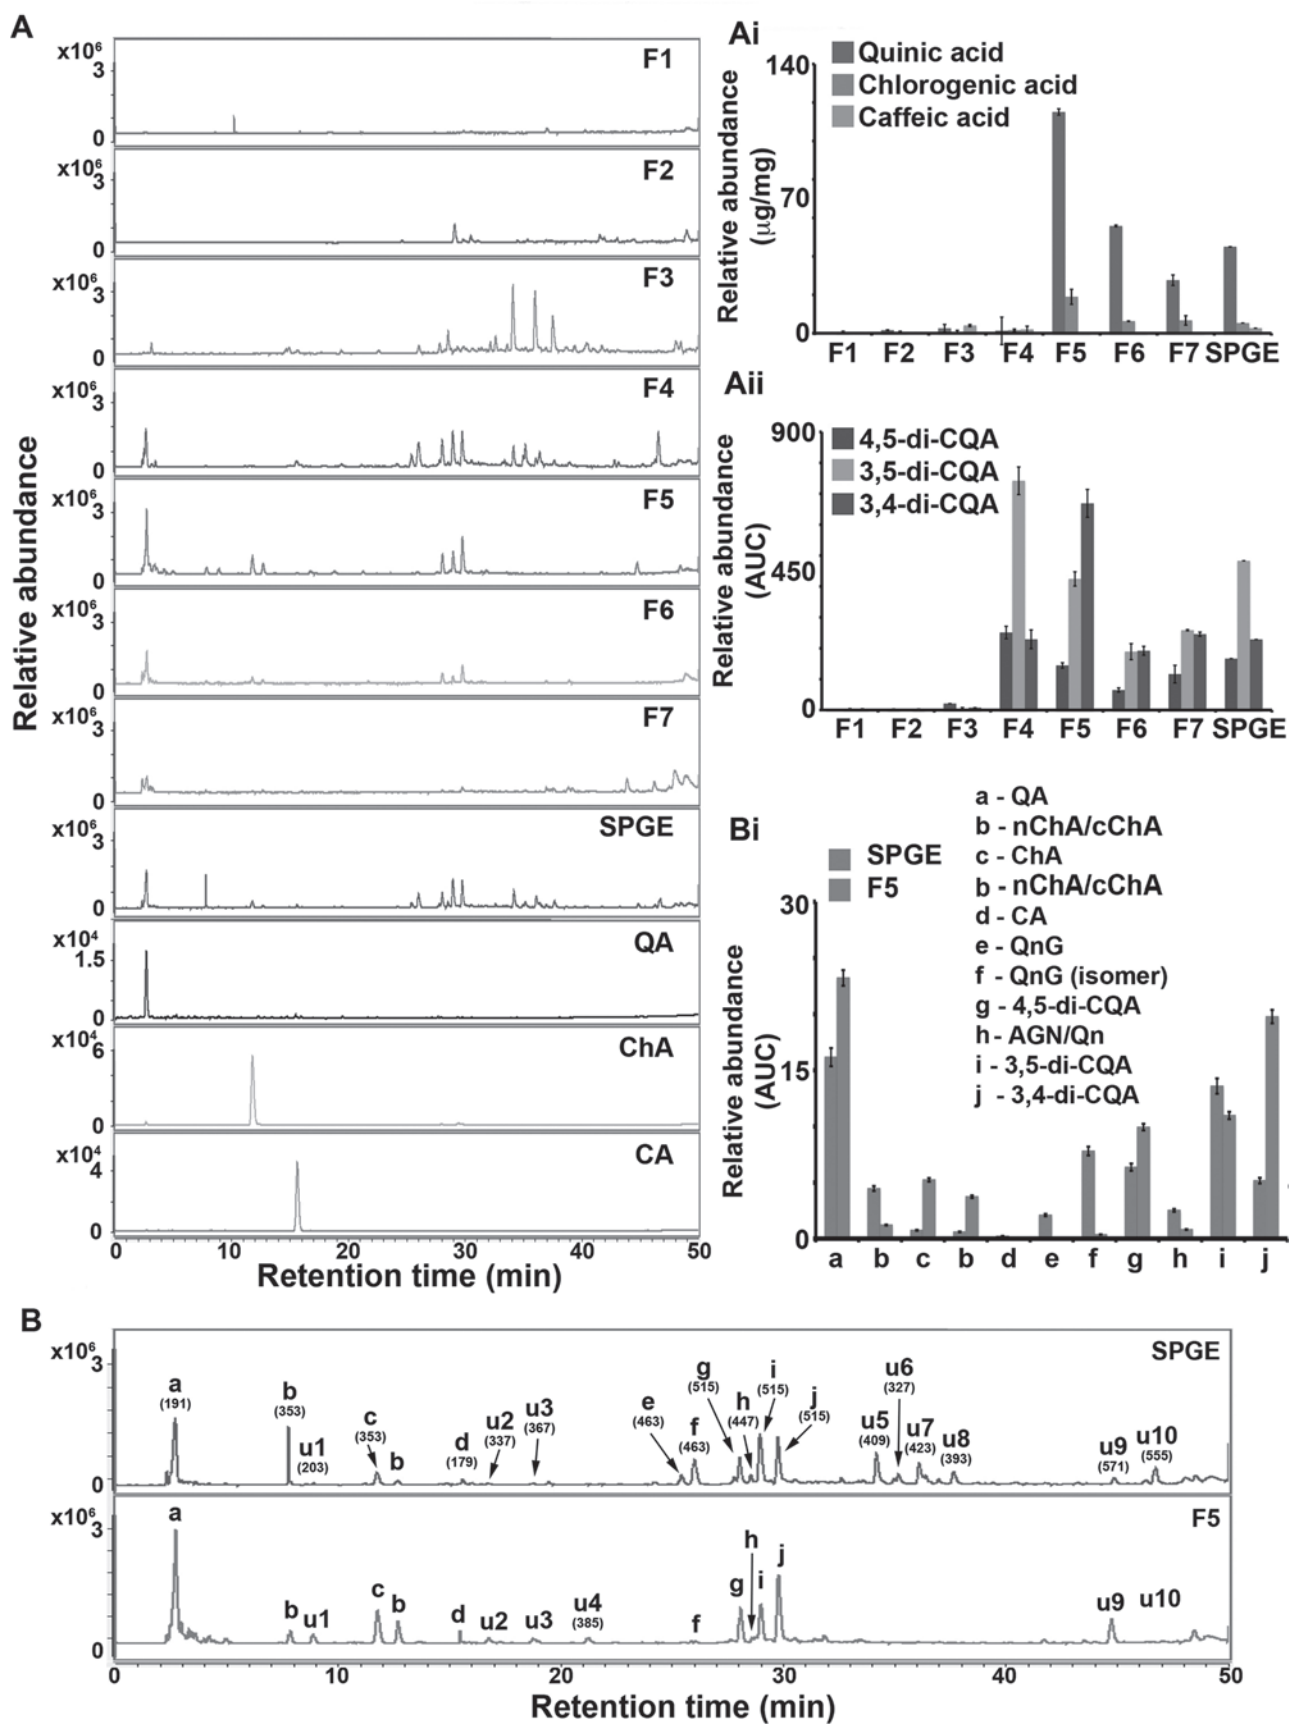 A
x10⁶
3
0
F1
x10⁶
3
0
F2
x10⁶
3
0
F3
x10⁶
3
0
F4
x10⁶
3
0
F5
x10⁶
3
0
F6
x10⁶
3
0
F7
x10⁶
3
0
SPGE
x10⁴
1.5
0
QA
x10⁴
6
0
ChA
x10⁴
4
0
CA
0 10 20 30 40 50
Retention time (min)
Relative abundance
Ai
Quinic acid
Chlorogenic acid
Caffeic acid
140
70
0
Relative abundance
(µg/mg)
F1 F2 F3 F4 F5 F6 F7 SPGE
Aii
4,5-di-CQA
3,5-di-CQA
3,4-di-CQA
900
450
0
Relative abundance
(AUC)
F1 F2 F3 F4 F5 F6 F7 SPGE
Bi
SPGE
F5
a - QA
b - nChA/cChA
c - ChA
b - nChA/cChA
d - CA
e - QnG
f - QnG (isomer)
g - 4,5-di-CQA
h - AGN/Qn
i - 3,5-di-CQA
j - 3,4-di-CQA
30
15
0
Relative abundance
(AUC)
a b c b d e f g h i j
B
x10⁶
3
0
SPGE
a
(191)
b
(353)
u1
(203)
c
(353)
b
d
(179)
u2
(337)
u3
(367)
e
(463)
f
(463)
g
(515)
h
(447)
i
(515)
j
(515)
u5
(409)
u6
(327)
u7
(423)
u8
(393)
u9
(571)
u10
(555)
x10⁶
3
0
F5
a
b
u1
c
b
d
u2
u3
u4
(385)
f
g
h
i
j
u9
u10
0 10 20 30 40 50
Retention time (min)